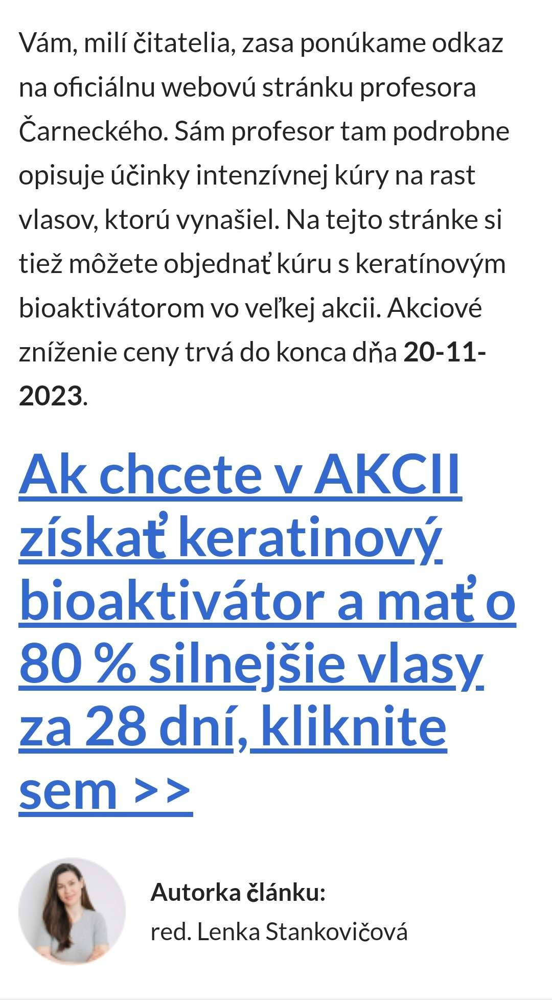 Vám, milí čitatelia, zasa ponúkame odkaz
na oficiálnu webovú stránku profesora
Čarneckého. Sám profesor tam podrobne
opisuje účinky intenzívnej kúry na rast
vlasov, ktorú vynašiel. Na tejto stránke si
tiež môžete objednať kúru s keratínovým
bioaktivátorom vo veľkej akcii. Akciové
zníženie ceny trvá do konca dňa 20-11-
2023.
Ak chcete v AKCII
získať keratinový
bioaktivátor a mať o
80 % silnejšie vlasy
za 28 dní, kliknite
sem >>
Autorka článku:
red. Lenka Stankovičová